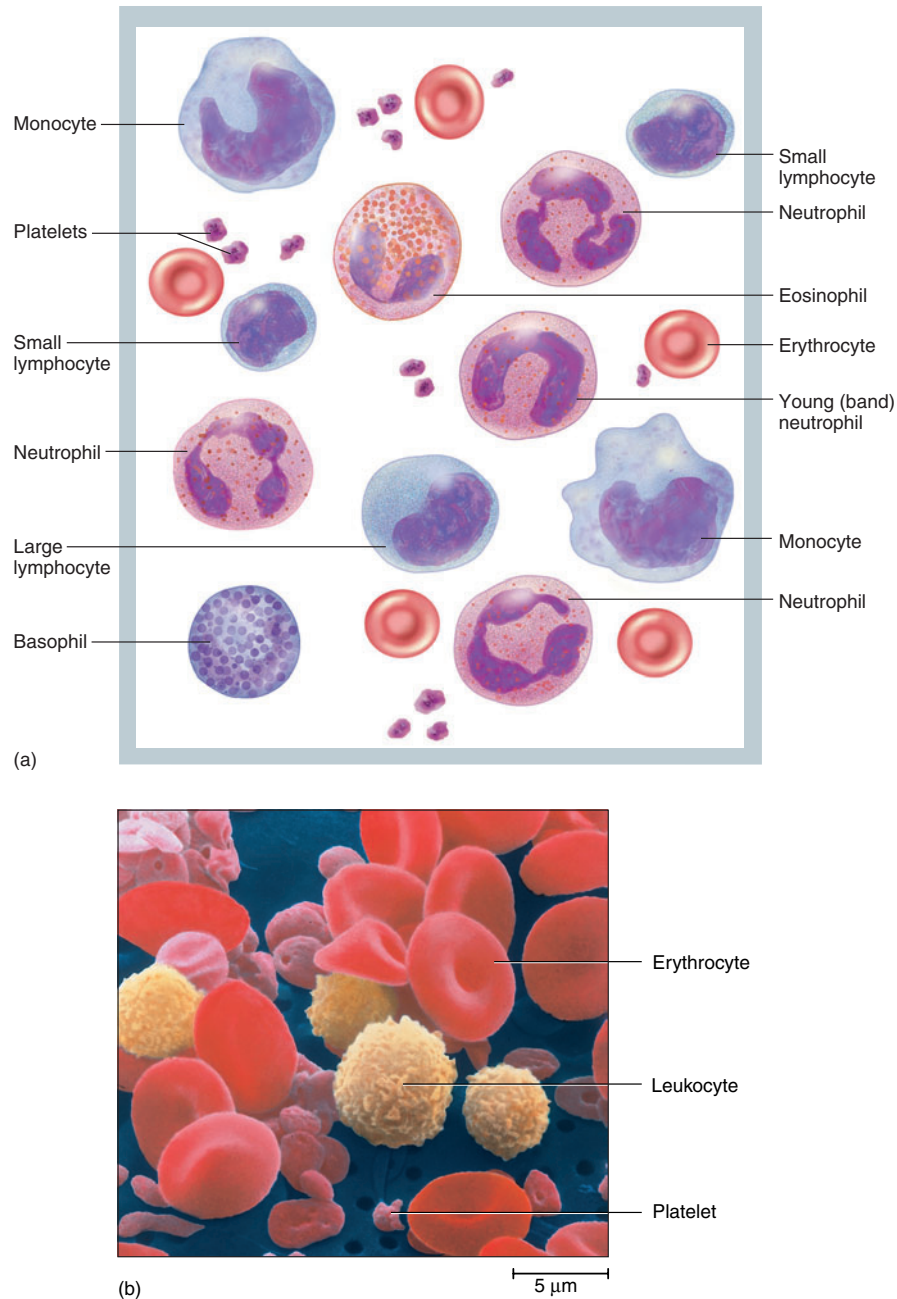 Monocyte
Platelets
Small
lymphocyte
Neutrophil
Large
lymphocyte
Basophil
Small
lymphocyte
Neutrophil
Eosinophil
Erythrocyte
Young (band)
neutrophil
Monocyte
Neutrophil
(a)
Erythrocyte
Leukocyte
Platelet
(b)
5 μm